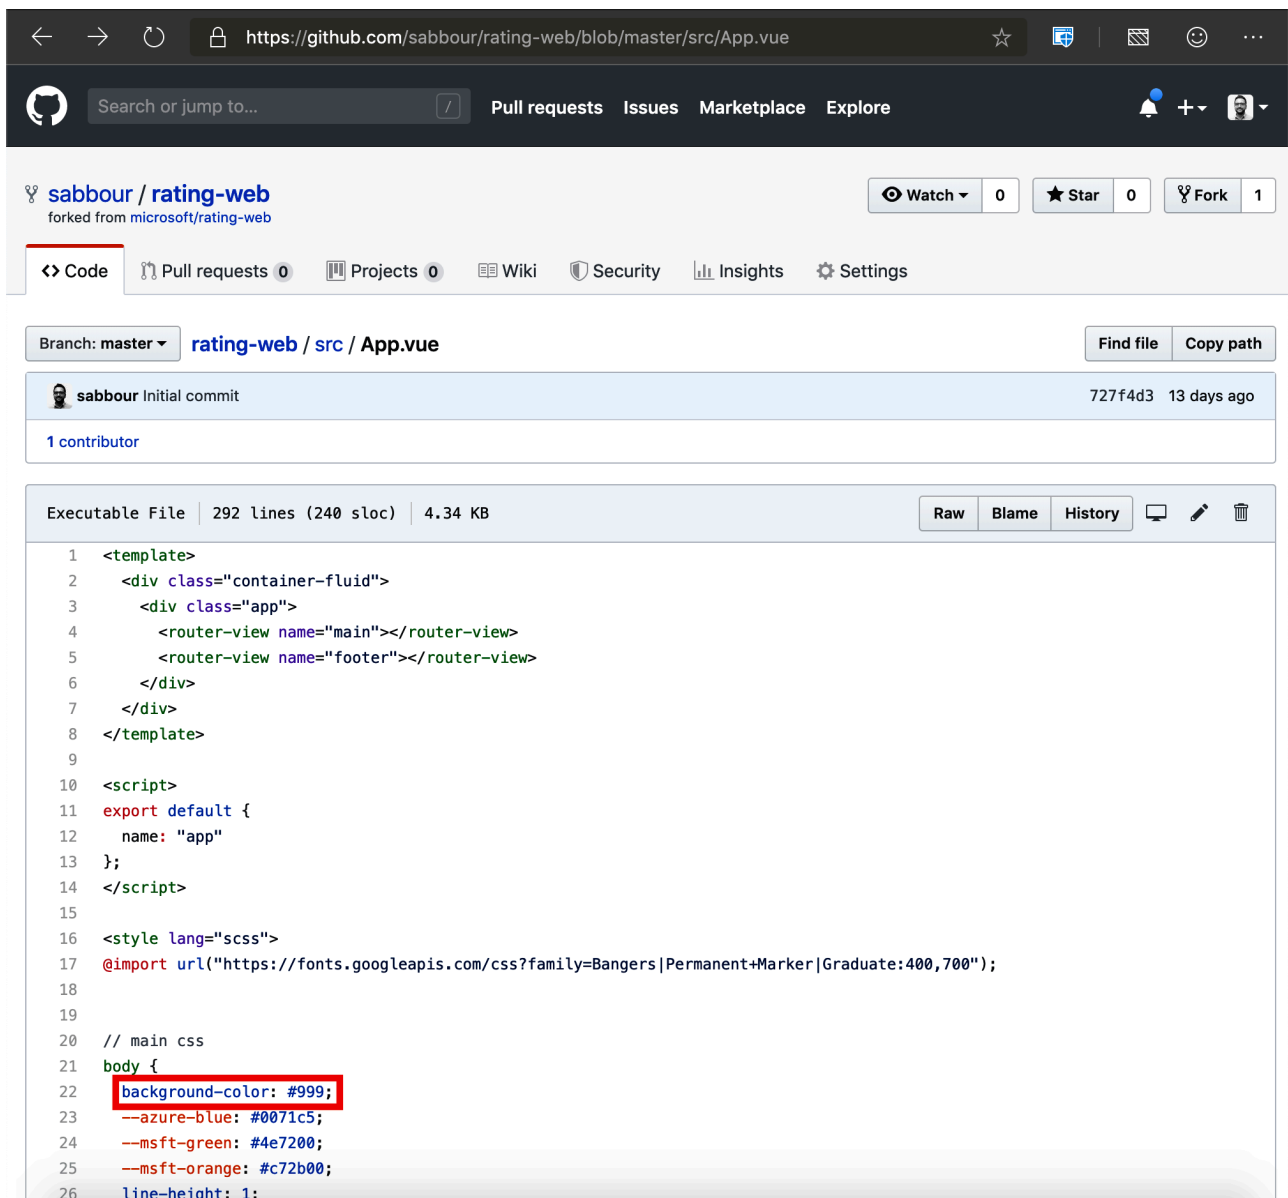 https://github.com/sabbour/rating-web/blob/master/src/App.vue
Search or jump to... / Pull requests Issues Marketplace Explore
sabbour / rating-web
Watch 0 Star 0 Fork 1
forked from microsoft/rating-web
<> Code Pull requests 0 Projects 0 Wiki Security Insights Settings
Branch: master rating-web / src / App.vue Find file Copy path
sabbour Initial commit 727f4d3 13 days ago
1 contributor
Executable File 292 lines (240 sloc) 4.34 KB Raw Blame History
1 <template>
2 <div class="container-fluid">
3 <div class="app">
4 <router-view name="main"></router-view>
5 <router-view name="footer"></router-view>
6 </div>
7 </div>
8 </template>
9
10 <script>
11 export default {
12 name: "app"
13 };
14 </script>
15
16 <style lang="scss">
17 @import url("https://fonts.googleapis.com/css?family=Bangers|Permanent+Marker|Graduate:400,700");
18
19
20 // main css
21 body {
22 background-color: #999;
23 --azure-blue: #0071c5;
24 --msft-green: #4e7200;
25 --msft-orange: #c72b00;
26 line-height: 1;